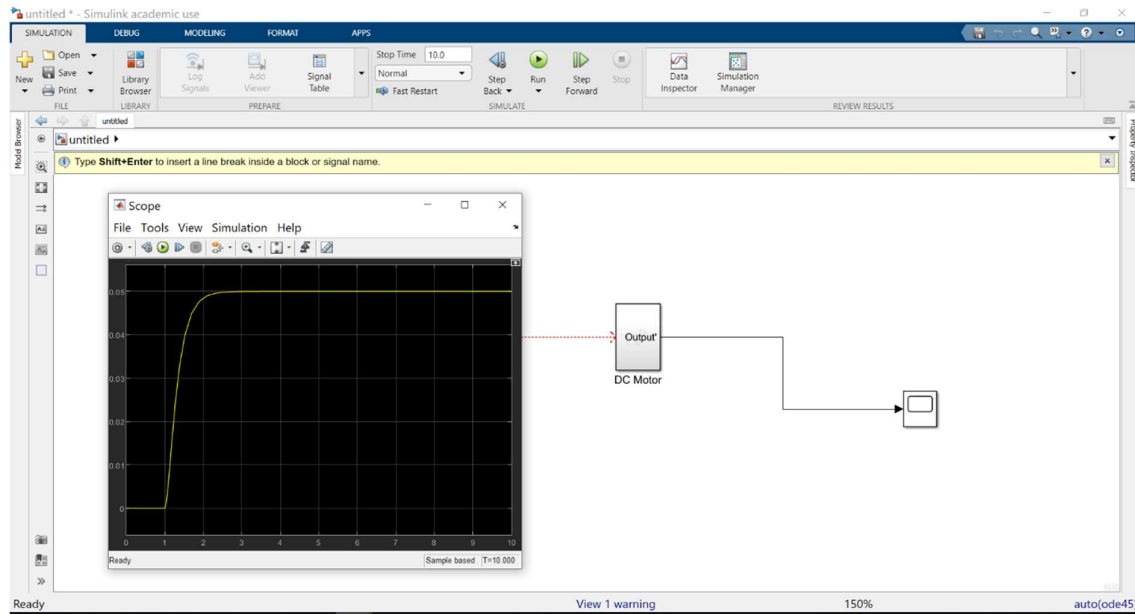 untitled * - Simulink academic use
SIMULATION DEBUG MODELING FORMAT APPS
New
Open
Save
Print
FILE
Library Browser
LIBRARY
Log Signals
Add Viewer
Signal Table
PREPARE
Stop Time 10.0
Normal
Fast Restart
Step Back
Run
Step Forward
Stop
SIMULATE
Data Inspector
Simulation Manager
REVIEW RESULTS
Model Browser
untitled
untitled
Property Inspector
Type Shift+Enter to insert a line break inside a block or signal name.
Scope
File Tools View Simulation Help
0.05
0.04
0.03
0.02
0.01
0
0 1 2 3 4 5 6 7 8 9 10
Ready Sample based T=10.000
Output'
DC Motor
Ready View 1 warning 150% auto(ode45